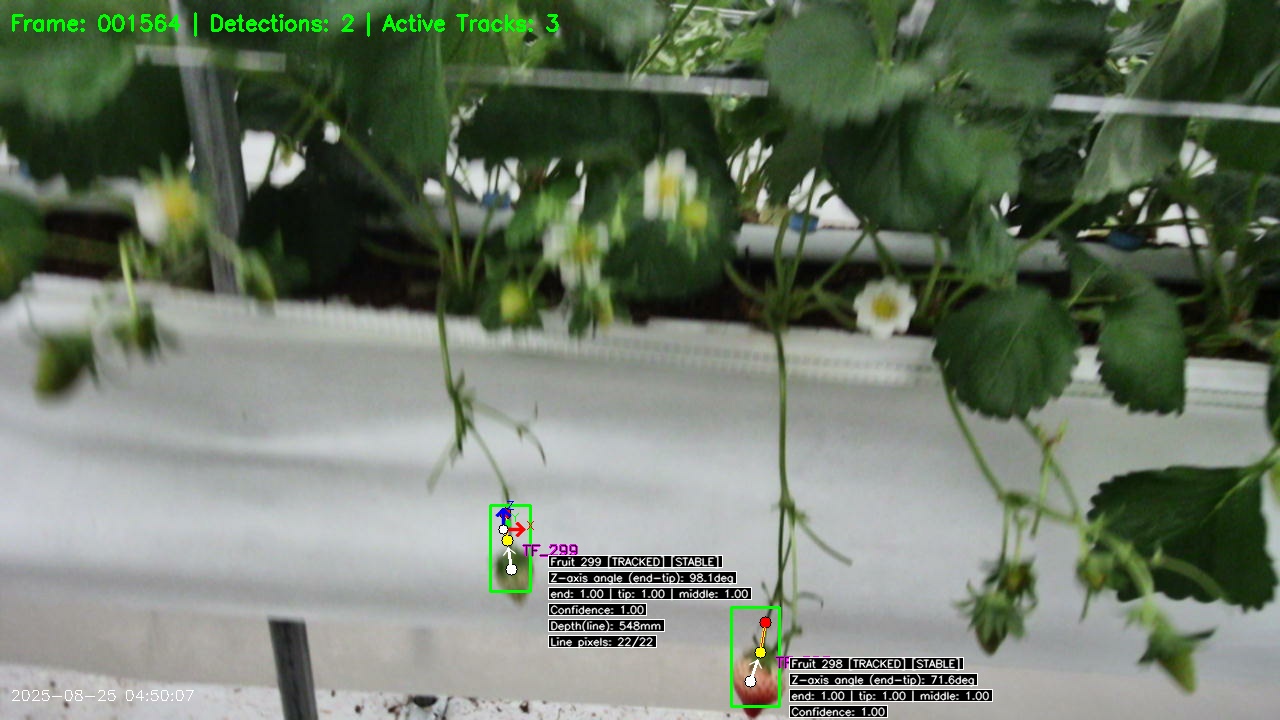 Frame: 001564 | Detections: 2 | Active Tracks: 3
Z
X
TF_299
Fruit 299 [TRACKED] [STABLE]
Z-axis angle (end-tip): 98.1deg
end: 1.00 | tip: 1.00 | middle: 1.00
Confidence: 1.00
Depth(line): 548mm
Line pixels: 22/22
Fruit 298 [TRACKED] [STABLE]
Z-axis angle (end-tip): 71.6deg
end: 1.00 | tip: 1.00 | middle: 1.00
Confidence: 1.00
2025-08-25 04:50:07